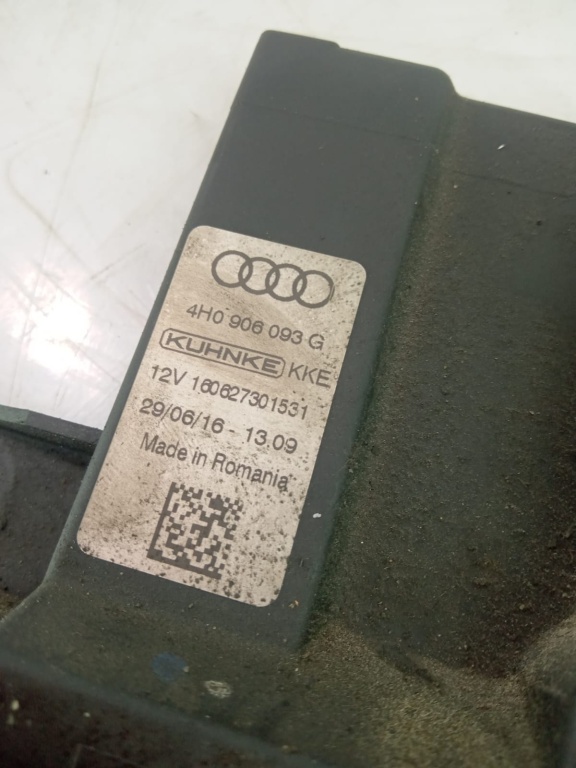 4H0 906 093 G
KUHNKE KKE
12V 160627301531
29/06/16 - 13.09
Made in Romania